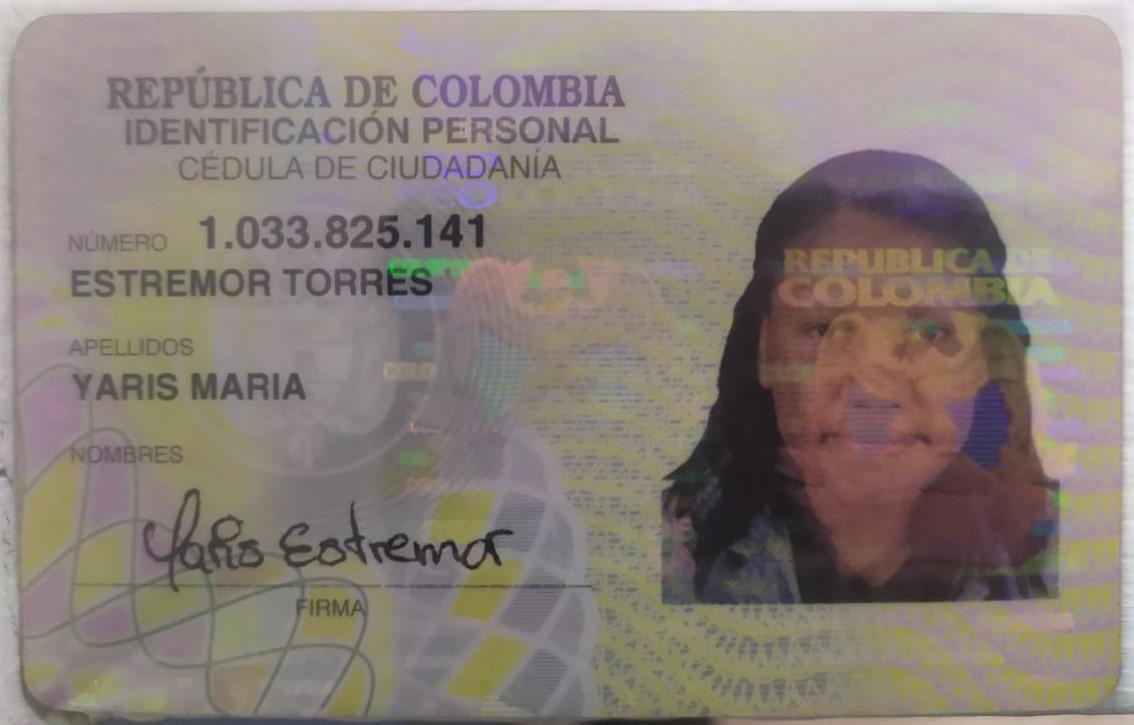 REPÚBLICA DE COLOMBIA
IDENTIFICACIÓN PERSONAL
CÉDULA DE CIUDADANÍA
NÚMERO 1.033.825.141
ESTREMOR TORRES
APELLIDOS
YARIS MARIA
NOMBRES
Yaris Estremor
FIRMA
REPUBLICA DE
COLOMBIA